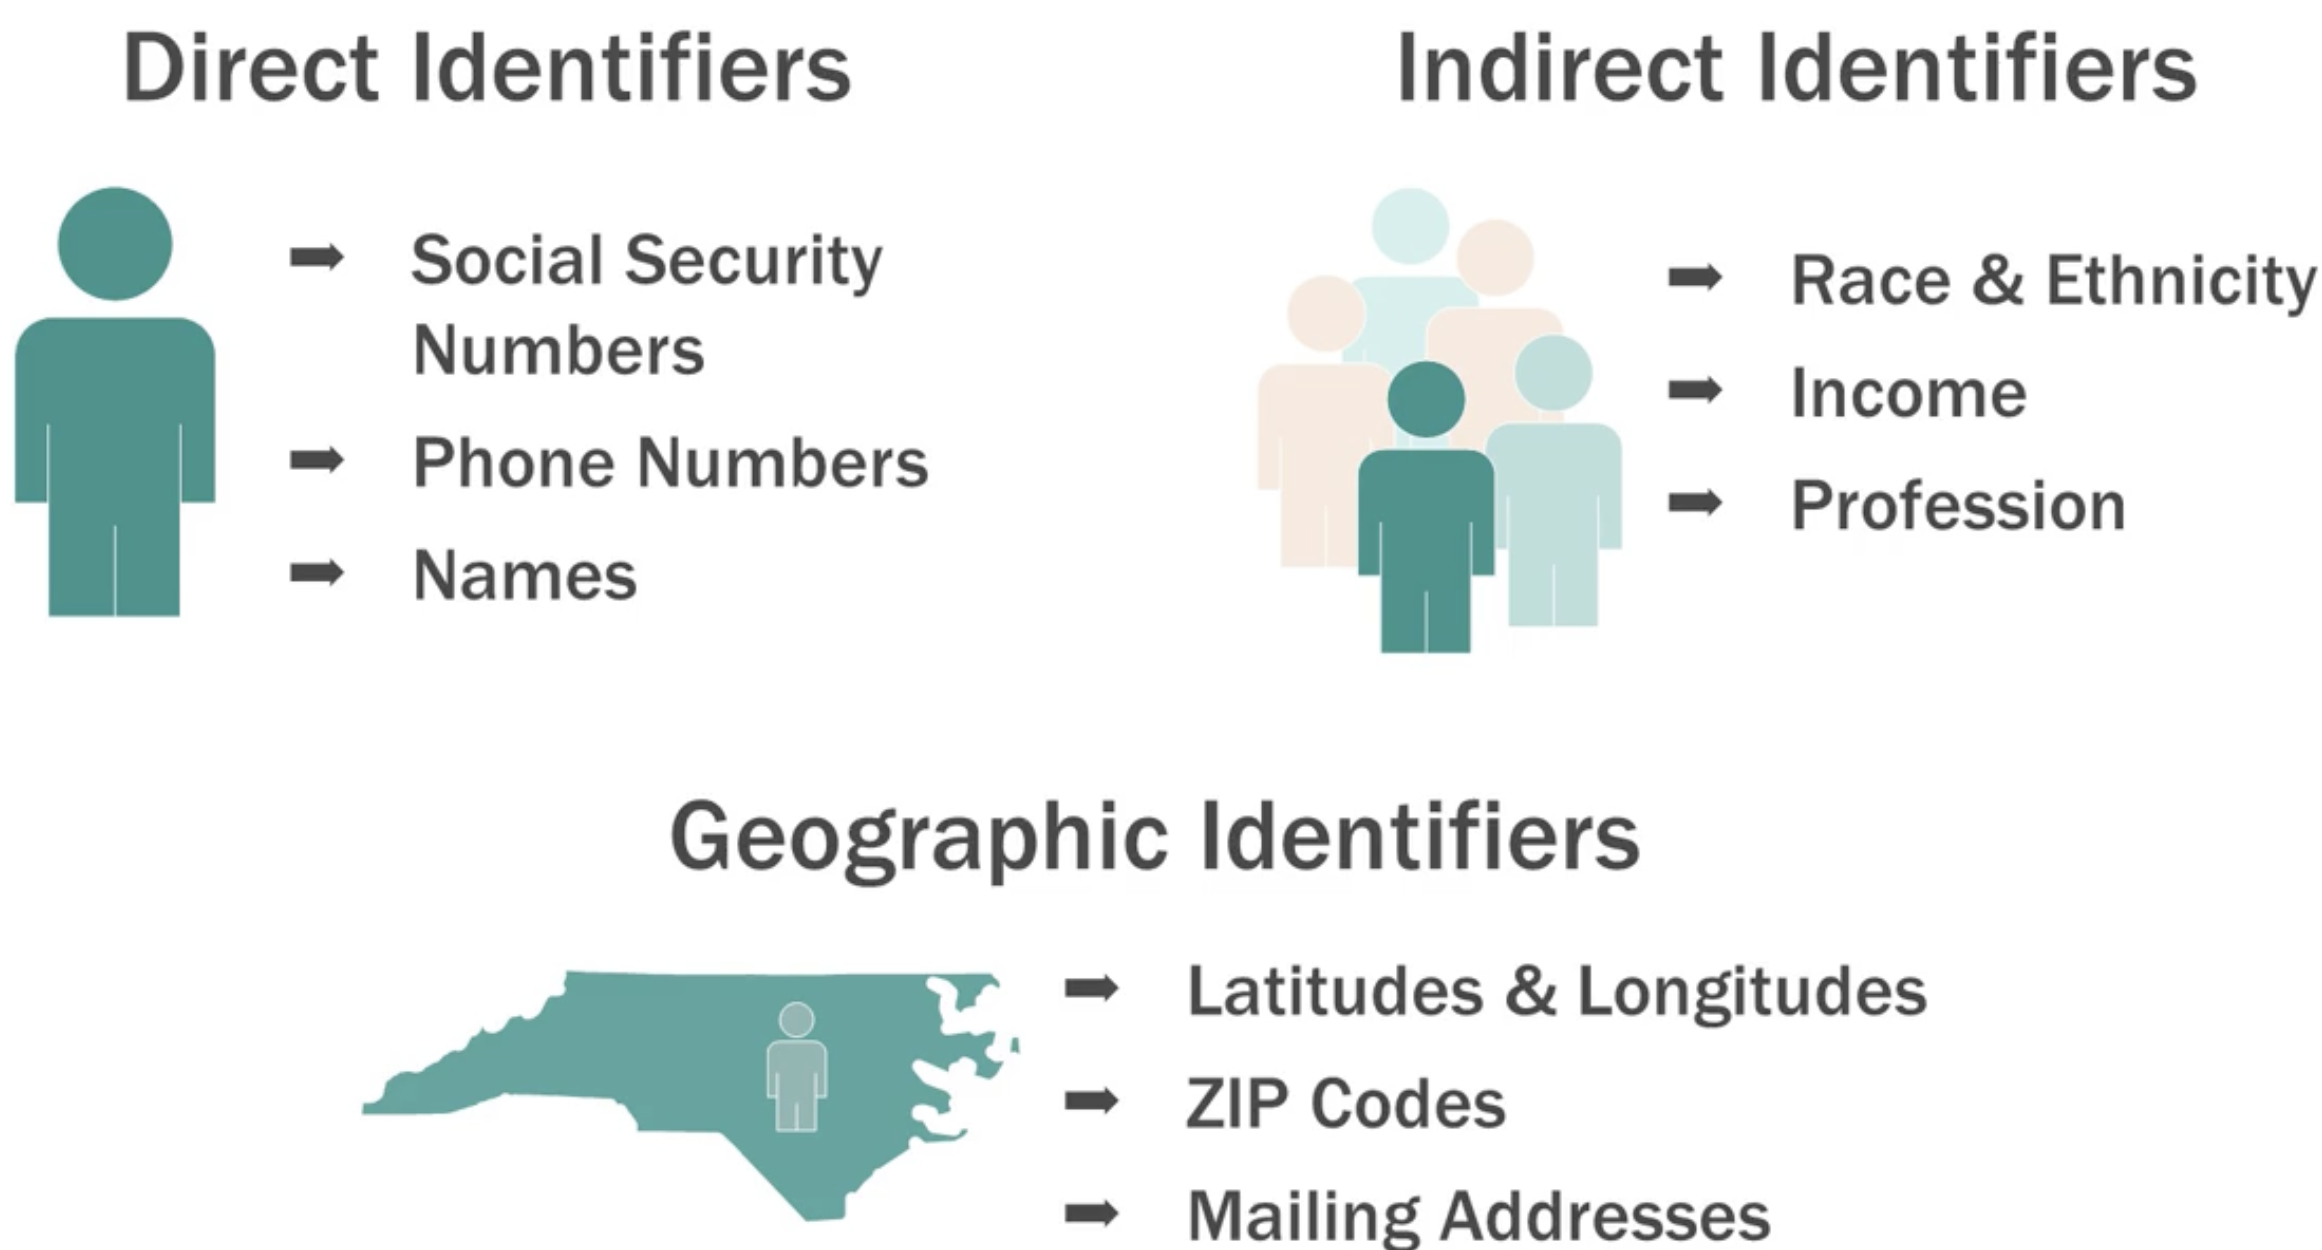 Direct Identifiers
Social Security
Numbers
Phone Numbers
Names
Indirect Identifiers
Race & Ethnicity
Income
Profession
Geographic Identifiers
Latitudes & Longitudes
ZIP Codes
Mailing Addresses